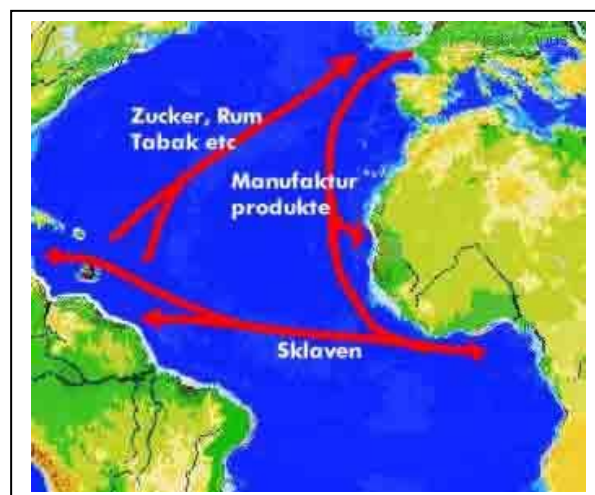 Zucker, Rum
Tabak etc
Manufaktur
produkte
Sklaven